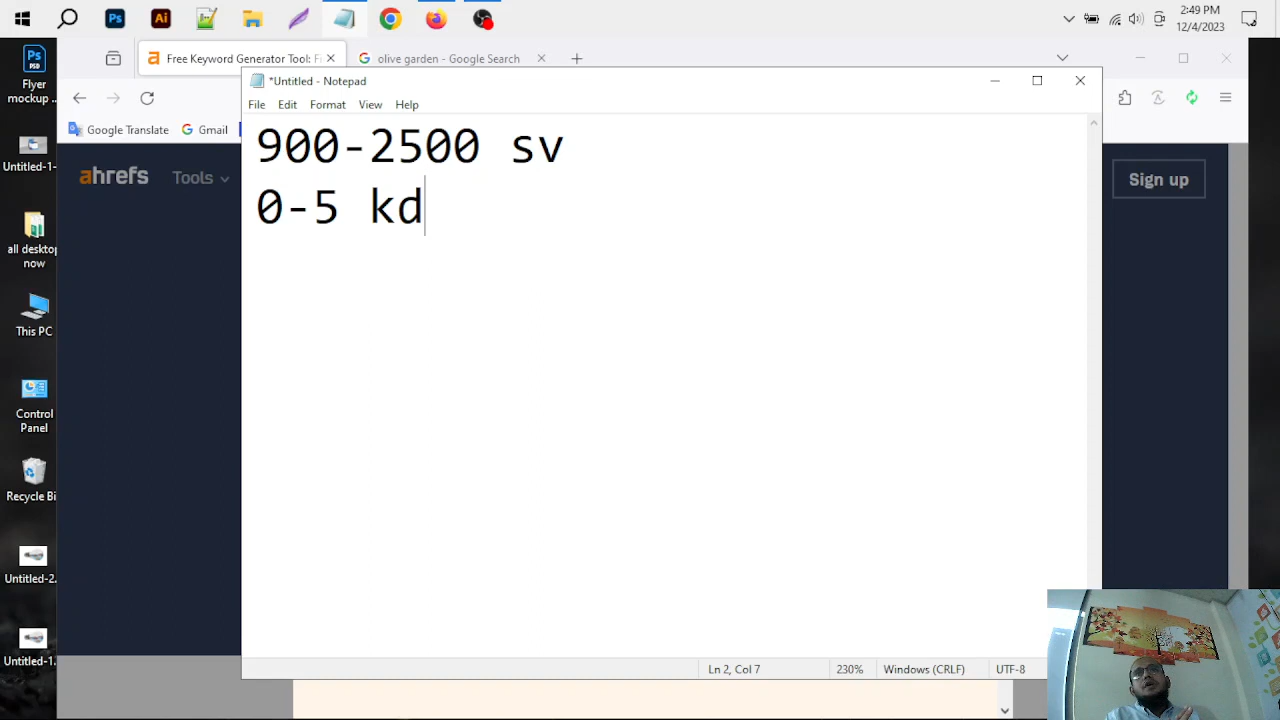 2:49 PM
12/4/2023
Free Keyword Generator Tool: Fi
olive garden - Google Search
*Untitled - Notepad
File Edit Format View Help
Google Translate
Gmail
900-2500 sv
0-5 kd
ahrefs
Tools
Sign up
Ps
Ai
Flyer
mockup ...
Untitled-1-
all desktop
now
This PC
Control
Panel
Recycle Bi
Untitled-2.
Untitled-1.
Ln 2, Col 7
230%
Windows (CRLF)
UTF-8